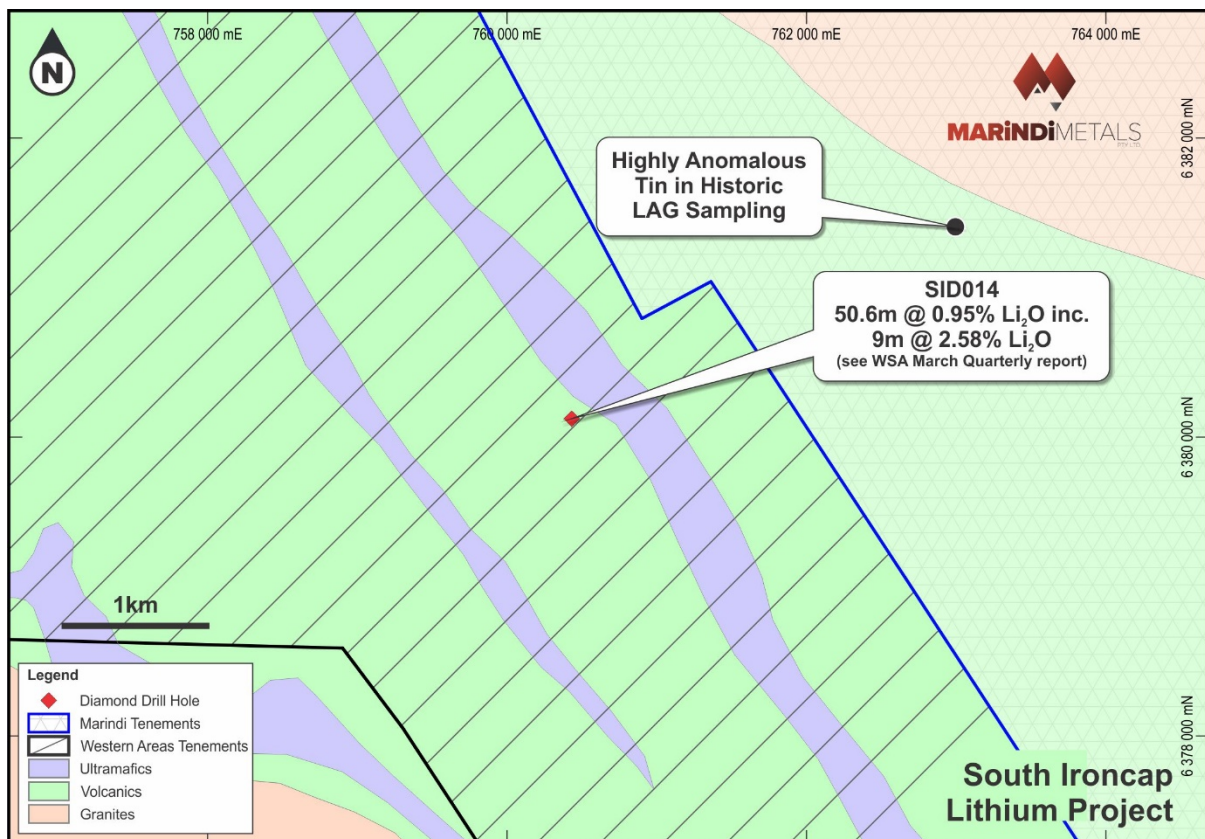 758 000 mE
760 000 mE
762 000 mE
764 000 mE
N
MARiNDiMETALS
PTY LTD
6 382 000 mN
Highly Anomalous
Tin in Historic
LAG Sampling
SID014
50.6m @ 0.95% Li₂O inc.
9m @ 2.58% Li₂O
(see WSA March Quarterly report)
6 380 000 mN
1km
Legend
Diamond Drill Hole
Marindi Tenements
Western Areas Tenements
Ultramafics
Volcanics
Granites
6 378 000 mN
South Ironcap
Lithium Project